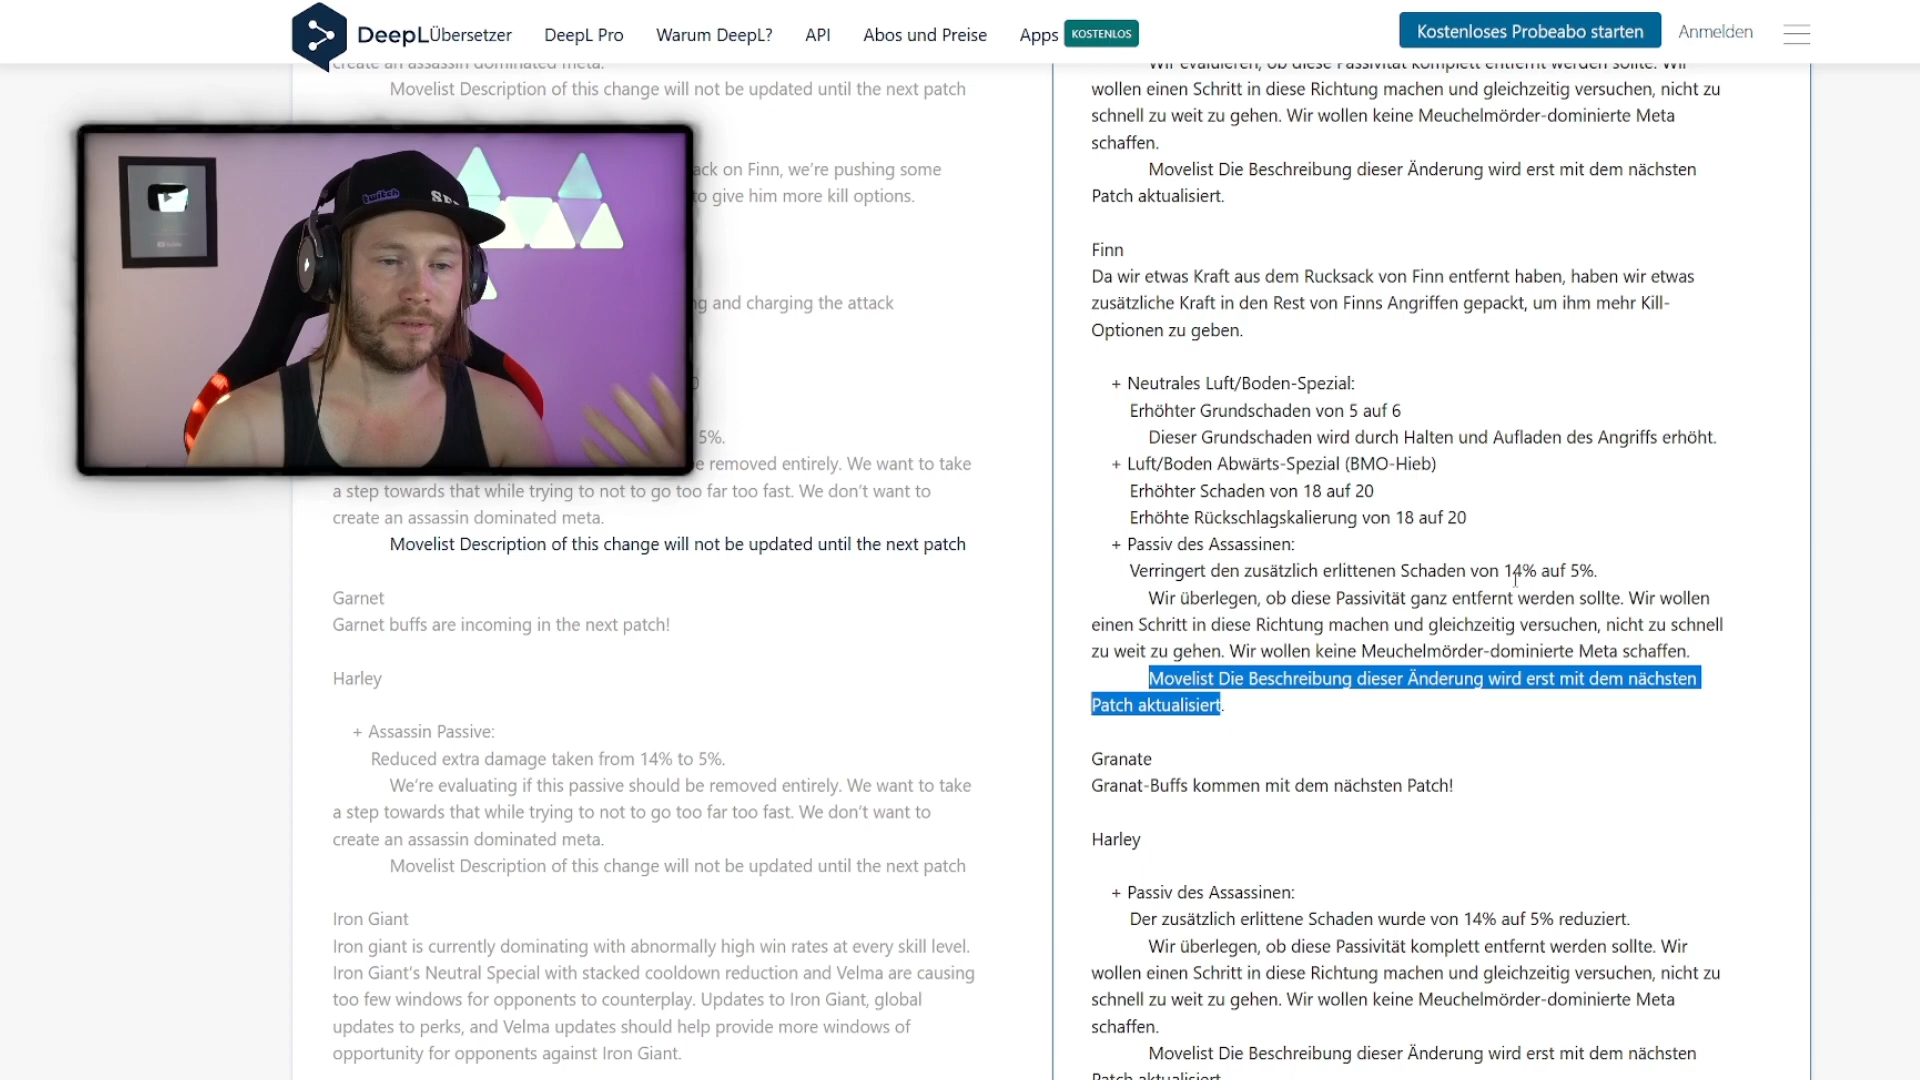 DeepL Übersetzer DeepL Pro Warum DeepL? API Abos und Preise Apps KOSTENLOS Kostenloses Probeabo starten Anmelden
create an assassin dominated meta.
Movelist Description of this change will not be updated until the next patch
ack on Finn, we're pushing some
to give him more kill options.
ng and charging the attack
0
5%.
e removed entirely. We want to take
a step towards that while trying to not to go too far too fast. We don't want to
create an assassin dominated meta.
Movelist Description of this change will not be updated until the next patch
Garnet
Garnet buffs are incoming in the next patch!
Harley
+ Assassin Passive:
Reduced extra damage taken from 14% to 5%.
We're evaluating if this passive should be removed entirely. We want to take
a step towards that while trying to not to go too far too fast. We don't want to
create an assassin dominated meta.
Movelist Description of this change will not be updated until the next patch
Iron Giant
Iron giant is currently dominating with abnormally high win rates at every skill level.
Iron Giant's Neutral Special with stacked cooldown reduction and Velma are causing
too few windows for opponents to counterplay. Updates to Iron Giant, global
updates to perks, and Velma updates should help provide more windows of
opportunity for opponents against Iron Giant.
Wir evaluieren, ob diese Passivität komplett entfernt werden sollte. Wir
wollen einen Schritt in diese Richtung machen und gleichzeitig versuchen, nicht zu
schnell zu weit zu gehen. Wir wollen keine Meuchelmörder-dominierte Meta
schaffen.
Movelist Die Beschreibung dieser Änderung wird erst mit dem nächsten
Patch aktualisiert.
Finn
Da wir etwas Kraft aus dem Rucksack von Finn entfernt haben, haben wir etwas
zusätzliche Kraft in den Rest von Finns Angriffen gepackt, um ihm mehr Kill-
Optionen zu geben.
+ Neutrales Luft/Boden-Spezial:
Erhöhter Grundschaden von 5 auf 6
Dieser Grundschaden wird durch Halten und Aufladen des Angriffs erhöht.
+ Luft/Boden Abwärts-Spezial (BMO-Hieb)
Erhöhter Schaden von 18 auf 20
Erhöhte Rückschlagskalierung von 18 auf 20
+ Passiv des Assassinen:
Verringert den zusätzlich erlittenen Schaden von 14% auf 5%.
Wir überlegen, ob diese Passivität ganz entfernt werden sollte. Wir wollen
einen Schritt in diese Richtung machen und gleichzeitig versuchen, nicht zu schnell
zu weit zu gehen. Wir wollen keine Meuchelmörder-dominierte Meta schaffen.
Movelist Die Beschreibung dieser Änderung wird erst mit dem nächsten
Patch aktualisiert.
Granate
Granat-Buffs kommen mit dem nächsten Patch!
Harley
+ Passiv des Assassinen:
Der zusätzlich erlittene Schaden wurde von 14% auf 5% reduziert.
Wir überlegen, ob diese Passivität komplett entfernt werden sollte. Wir
wollen einen Schritt in diese Richtung machen und gleichzeitig versuchen, nicht zu
schnell zu weit zu gehen. Wir wollen keine Meuchelmörder-dominierte Meta
schaffen.
Movelist Die Beschreibung dieser Änderung wird erst mit dem nächsten
Patch aktualisiert.
twitch